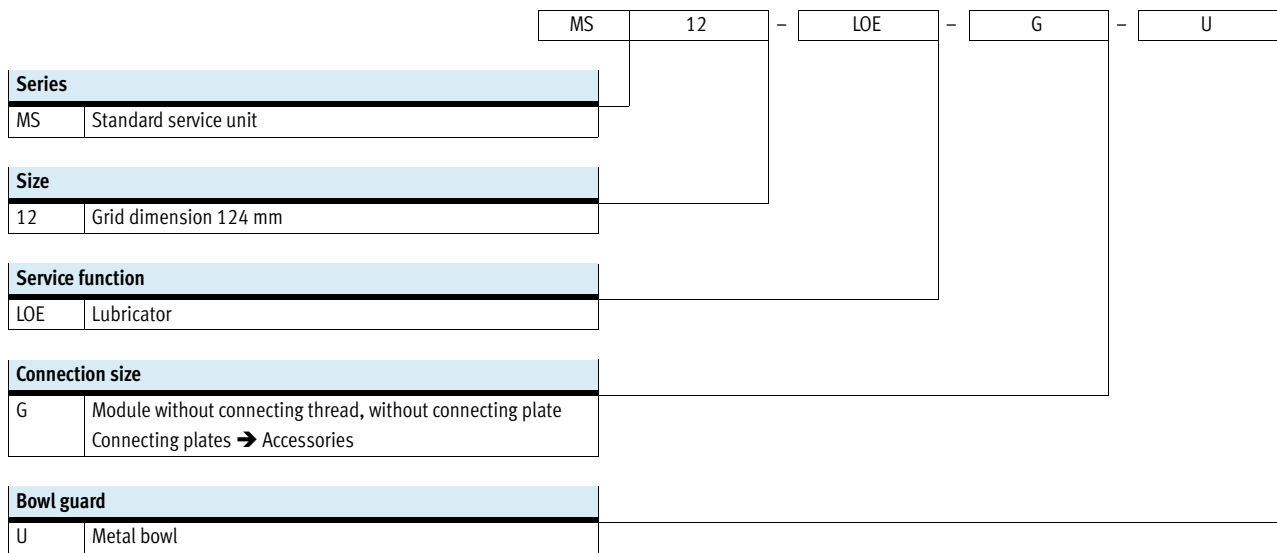 MS 12 – LOE – G – U
Series
MS Standard service unit
Size
12 Grid dimension 124 mm
Service function
LOE Lubricator
Connection size
G Module without connecting thread, without connecting plate
Connecting plates ➔ Accessories
Bowl guard
U Metal bowl